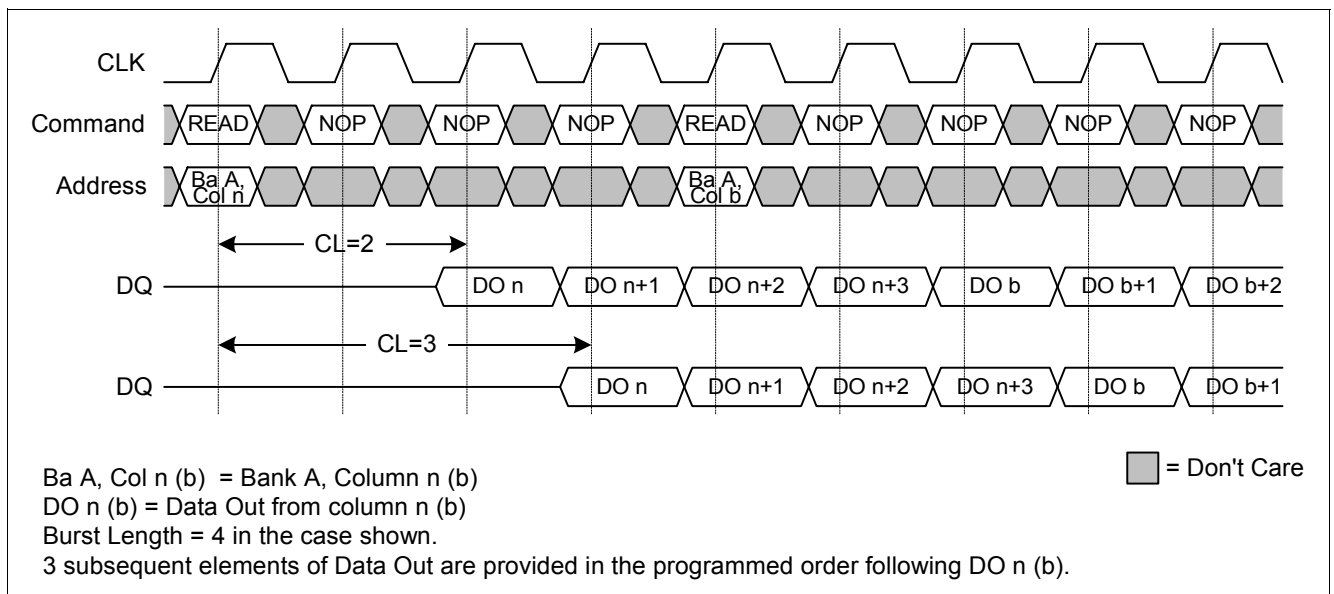 CLK
Command READ NOP NOP NOP READ NOP NOP NOP NOP
Address Ba A, Col n Ba A, Col b
CL=2
DQ DO n DO n+1 DO n+2 DO n+3 DO b DO b+1 DO b+2
CL=3
DQ DO n DO n+1 DO n+2 DO n+3 DO b DO b+1
Ba A, Col n (b) = Bank A, Column n (b)
= Don't Care
DO n (b) = Data Out from column n (b)
Burst Length = 4 in the case shown.
3 subsequent elements of Data Out are provided in the programmed order following DO n (b).